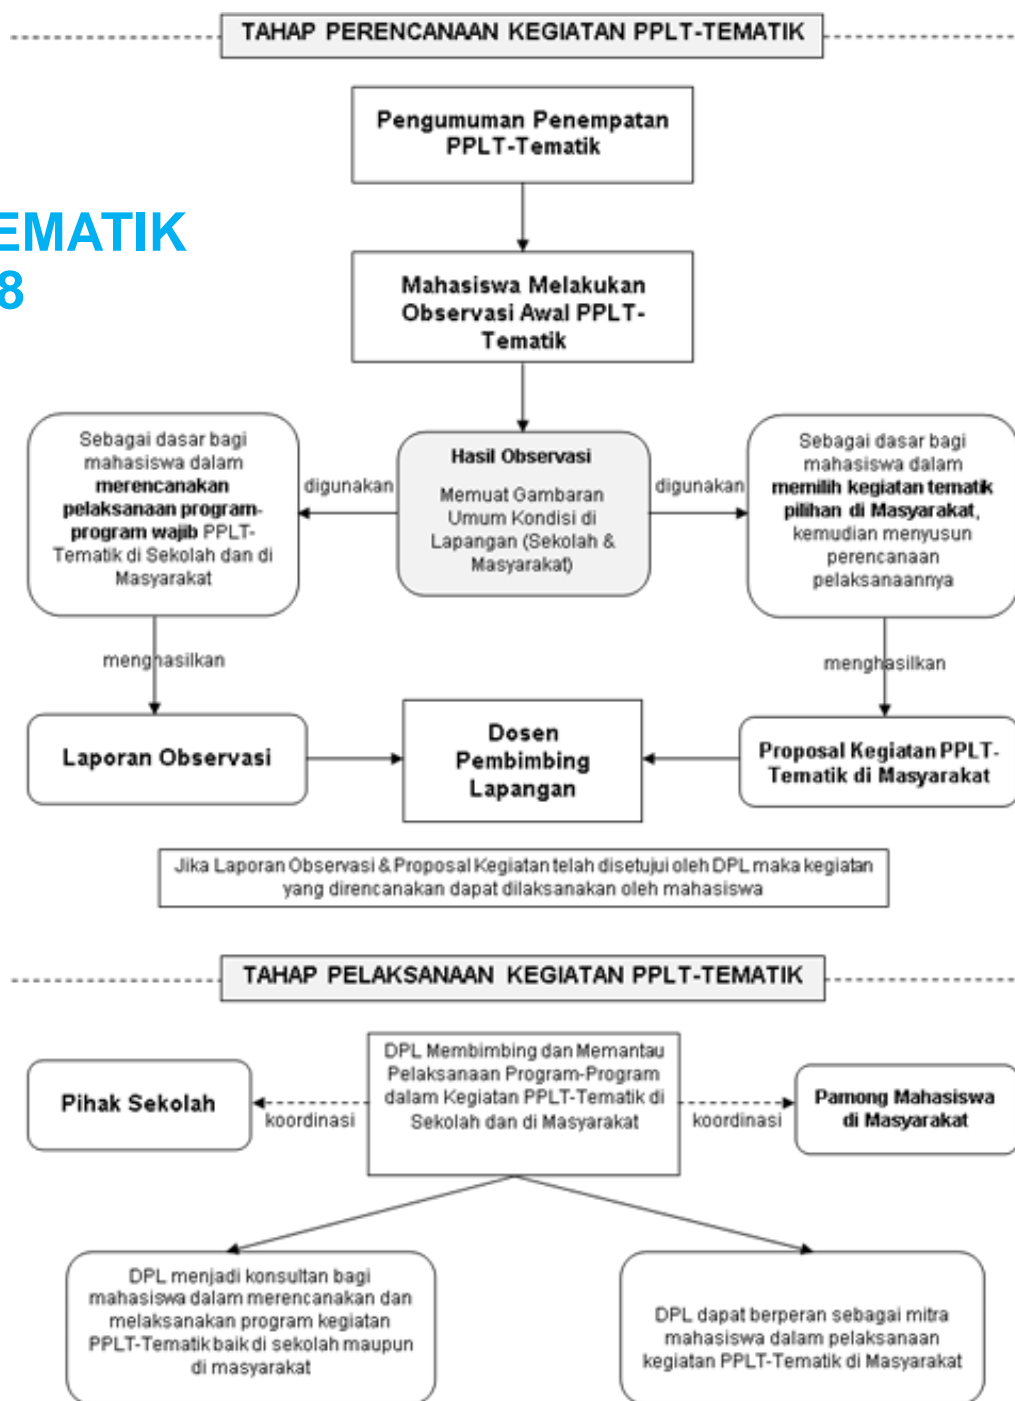 TAHAP PERENCANAAN KEGIATAN PPLT-TEMATIK
Pengumuman Penempatan
PPLT-Tematik
EMATIK
8
Mahasiswa Melakukan
Observasi Awal PPLT-
Tematik
Sebagai dasar bagi
mahasiswa dalam
merencanakan
pelaksanaan program-
program wajib PPLT-
Tematik di Sekolah dan di
Masyarakat
digunakan
Hasil Observasi
Memuat Gambaran
Umum Kondisi di
Lapangan (Sekolah &
Masyarakat)
digunakan
Sebagai dasar bagi
mahasiswa dalam
memilih kegiatan tematik
pilihan di Masyarakat,
kemudian menyusun
perencanaan
pelaksanaannya
menghasilkan
menghasilkan
Laporan Observasi
Dosen
Pembimbing
Lapangan
Proposal Kegiatan PPLT-
Tematik di Masyarakat
Jika Laporan Observasi & Proposal Kegiatan telah disetujui oleh DPL maka kegiatan
yang direncanakan dapat dilaksanakan oleh mahasiswa
TAHAP PELAKSANAAN KEGIATAN PPLT-TEMATIK
Pihak Sekolah
koordinasi
DPL Membimbing dan Memantau
Pelaksanaan Program-Program
dalam Kegiatan PPLT-Tematik di
Sekolah dan di Masyarakat
koordinasi
Pamong Mahasiswa
di Masyarakat
DPL menjadi konsultan bagi
mahasiswa dalam merencanakan dan
melaksanakan program kegiatan
PPLT-Tematik baik di sekolah maupun
di masyarakat
DPL dapat berperan sebagai mitra
mahasiswa dalam pelaksanaan
kegiatan PPLT-Tematik di Masyarakat